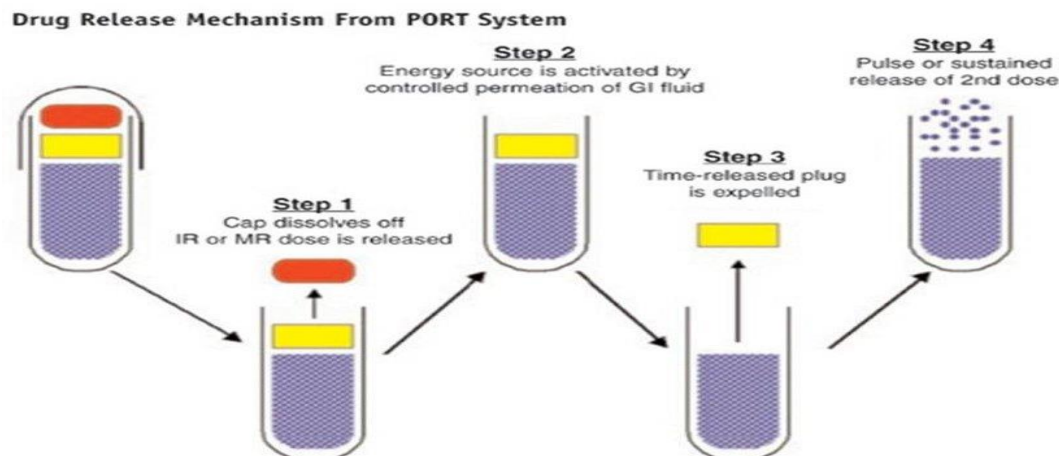 Drug Release Mechanism From PORT System
Step 1
Cap dissolves off
IR or MR dose is released
Step 2
Energy source is activated by
controlled permeation of GI fluid
Step 3
Time-released plug
is expelled
Step 4
Pulse or sustained
release of 2nd dose